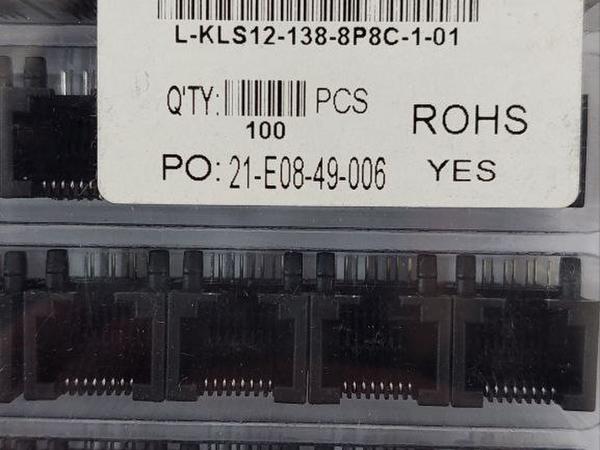 L-KLS12-138-8P8C-1-01
Q'TY: PCS
100
ROHS
PO: 21-E08-49-006 YES